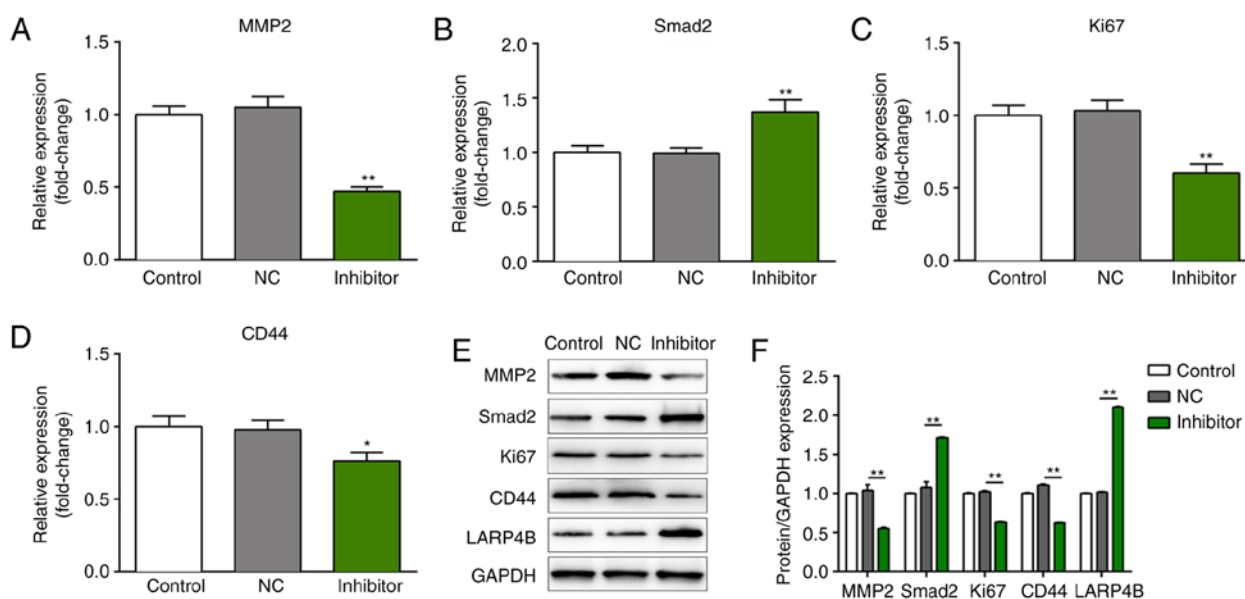 A
MMP2
Relative expression
(fold-change)
1.5
1.0
0.5
0.0
**
Control
NC
Inhibitor
B
Smad2
Relative expression
(fold-change)
2.0
1.5
1.0
0.5
0.0
**
Control
NC
Inhibitor
C
Ki67
Relative expression
(fold-change)
1.5
1.0
0.5
0.0
**
Control
NC
Inhibitor
D
CD44
Relative expression
(fold-change)
1.5
1.0
0.5
0.0
*
Control
NC
Inhibitor
E
Control NC Inhibitor
MMP2
Smad2
Ki67
CD44
LARP4B
GAPDH
F
Control
NC
Inhibitor
Protein/GAPDH expression
2.5
2.0
1.5
1.0
0.5
0.0
**
**
**
**
**
MMP2 Smad2 Ki67 CD44 LARP4B